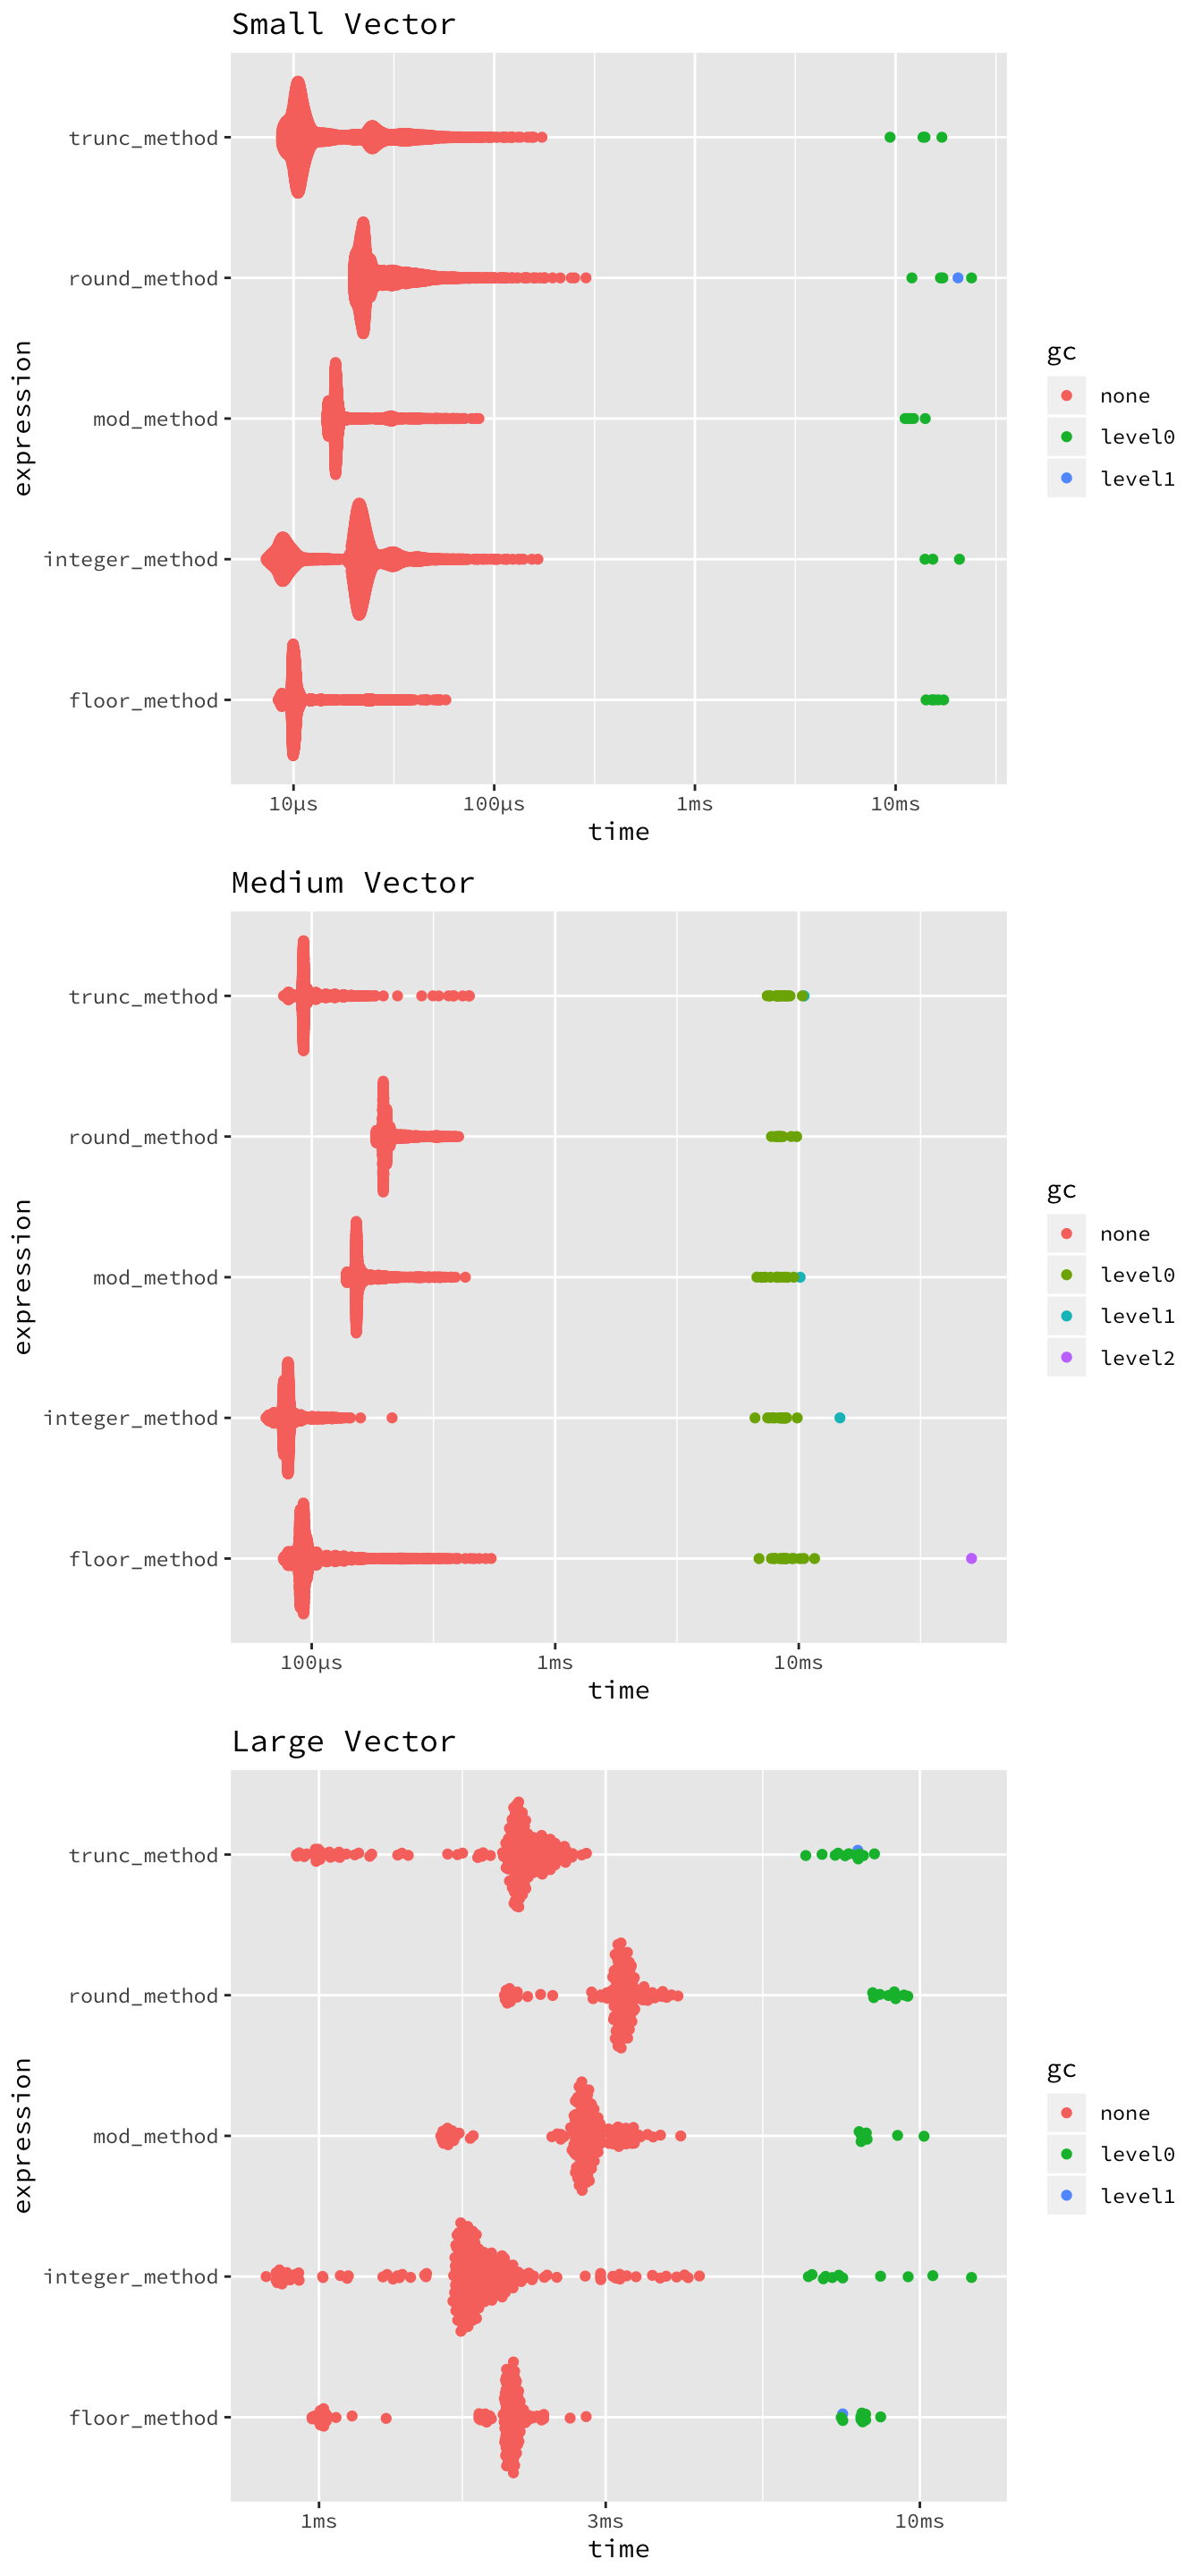 Small Vector
trunc_method
round_method
mod_method
integer_method
floor_method
expression
10µs 100µs 1ms 10ms
time
gc
none
level0
level1
Medium Vector
trunc_method
round_method
mod_method
integer_method
floor_method
expression
100µs 1ms 10ms
time
gc
none
level0
level1
level2
Large Vector
trunc_method
round_method
mod_method
integer_method
floor_method
expression
1ms 3ms 10ms
time
gc
none
level0
level1